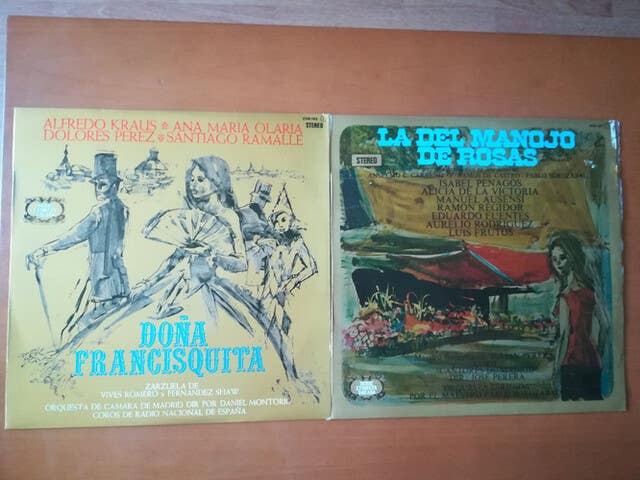 ALFREDO KRAUS * ANA MARIA OLARIA
DOLORES PEREZ * SANTIAGO RAMALLE
STEREO
DOÑA
FRANCISQUITA
ZARZUELA DE
VIVES ROMERO y FERNANDEZ SHAW
ORQUESTA DE CAMARA DE MADRID DIR POR DANIEL MONTORIO
COROS DE RADIO NACIONAL DE ESPAÑA
LA DEL MANOJO
DE ROSAS
STEREO
ISABEL PENAGOS
ALICIA DE LA VICTORIA
MANUEL AUSENSI
RAMON REGIDOR
EDUARDO FUENTES
AURELIO RODRIGUEZ
LUIS FRUTOS
JOSE PERERA